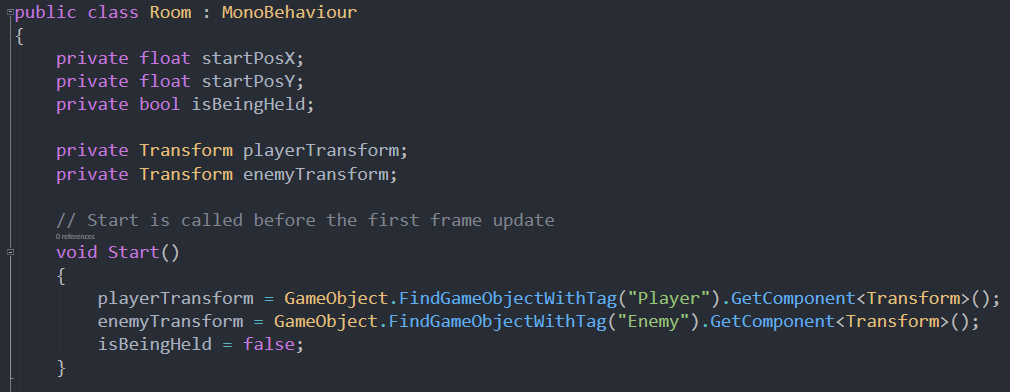 public class Room : MonoBehaviour
{
    private float startPosX;
    private float startPosY;
    private bool isBeingHeld;
    private Transform playerTransform;
    private Transform enemyTransform;
    // Start is called before the first frame update
    0 references
    void Start()
    {
        playerTransform = GameObject.FindGameObjectWithTag("Player").GetComponent<Transform>();
        enemyTransform = GameObject.FindGameObjectWithTag("Enemy").GetComponent<Transform>();
        isBeingHeld = false;
    }